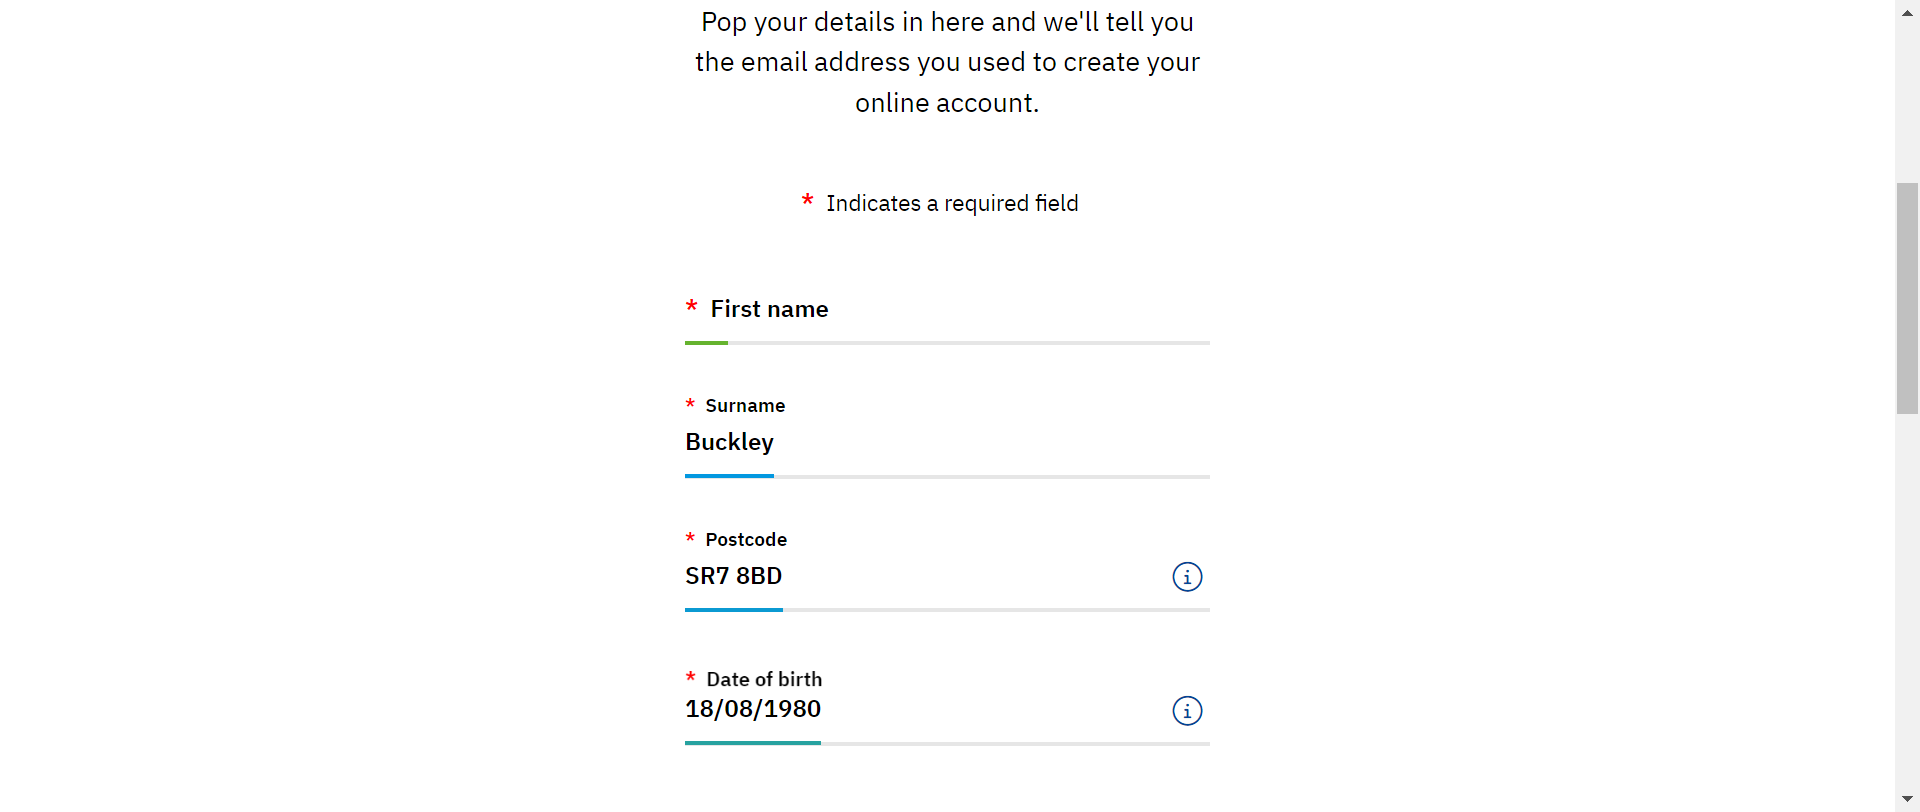 Pop your details in here and we'll tell you
the email address you used to create your
online account.
* Indicates a required field
* First name
* Surname
Buckley
* Postcode
SR7 8BD
* Date of birth
18/08/1980